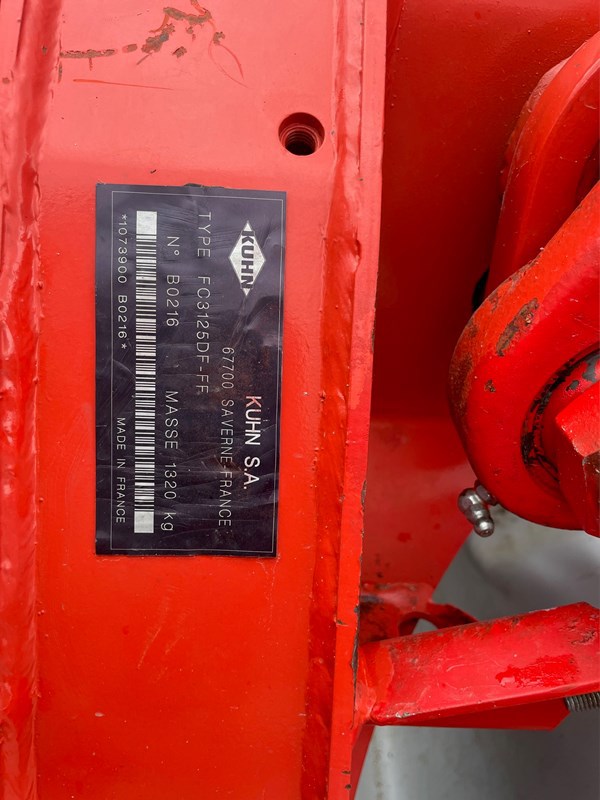 KUHN
KUHN S.A.
67700 SAVERNE-FRANCE
TYPE FC3125DF-FF
N° B0216 MASSE 1320 kg
*1073900 B0216* MADE IN FRANCE